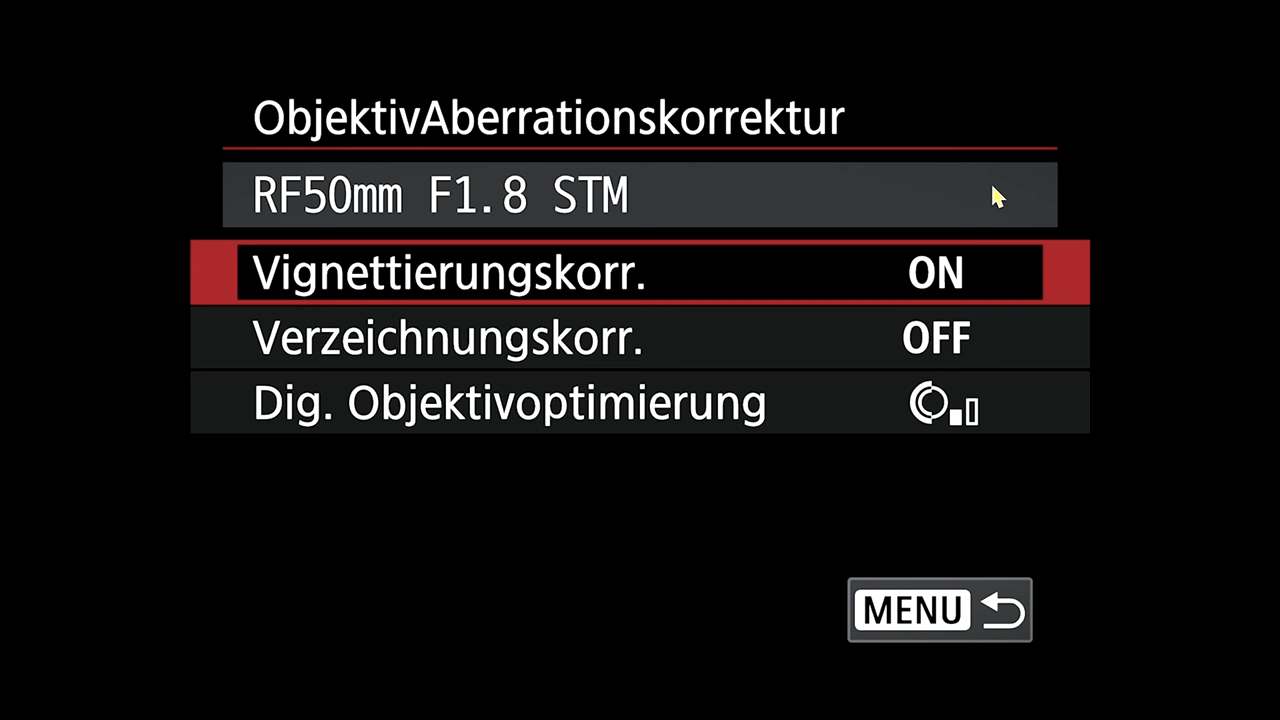 ObjektivAberrationskorrektur
RF50mm F1.8 STM
Vignettierungskorr. ON
Verzeichnungskorr. OFF
Dig. Objektivoptimierung
MENU